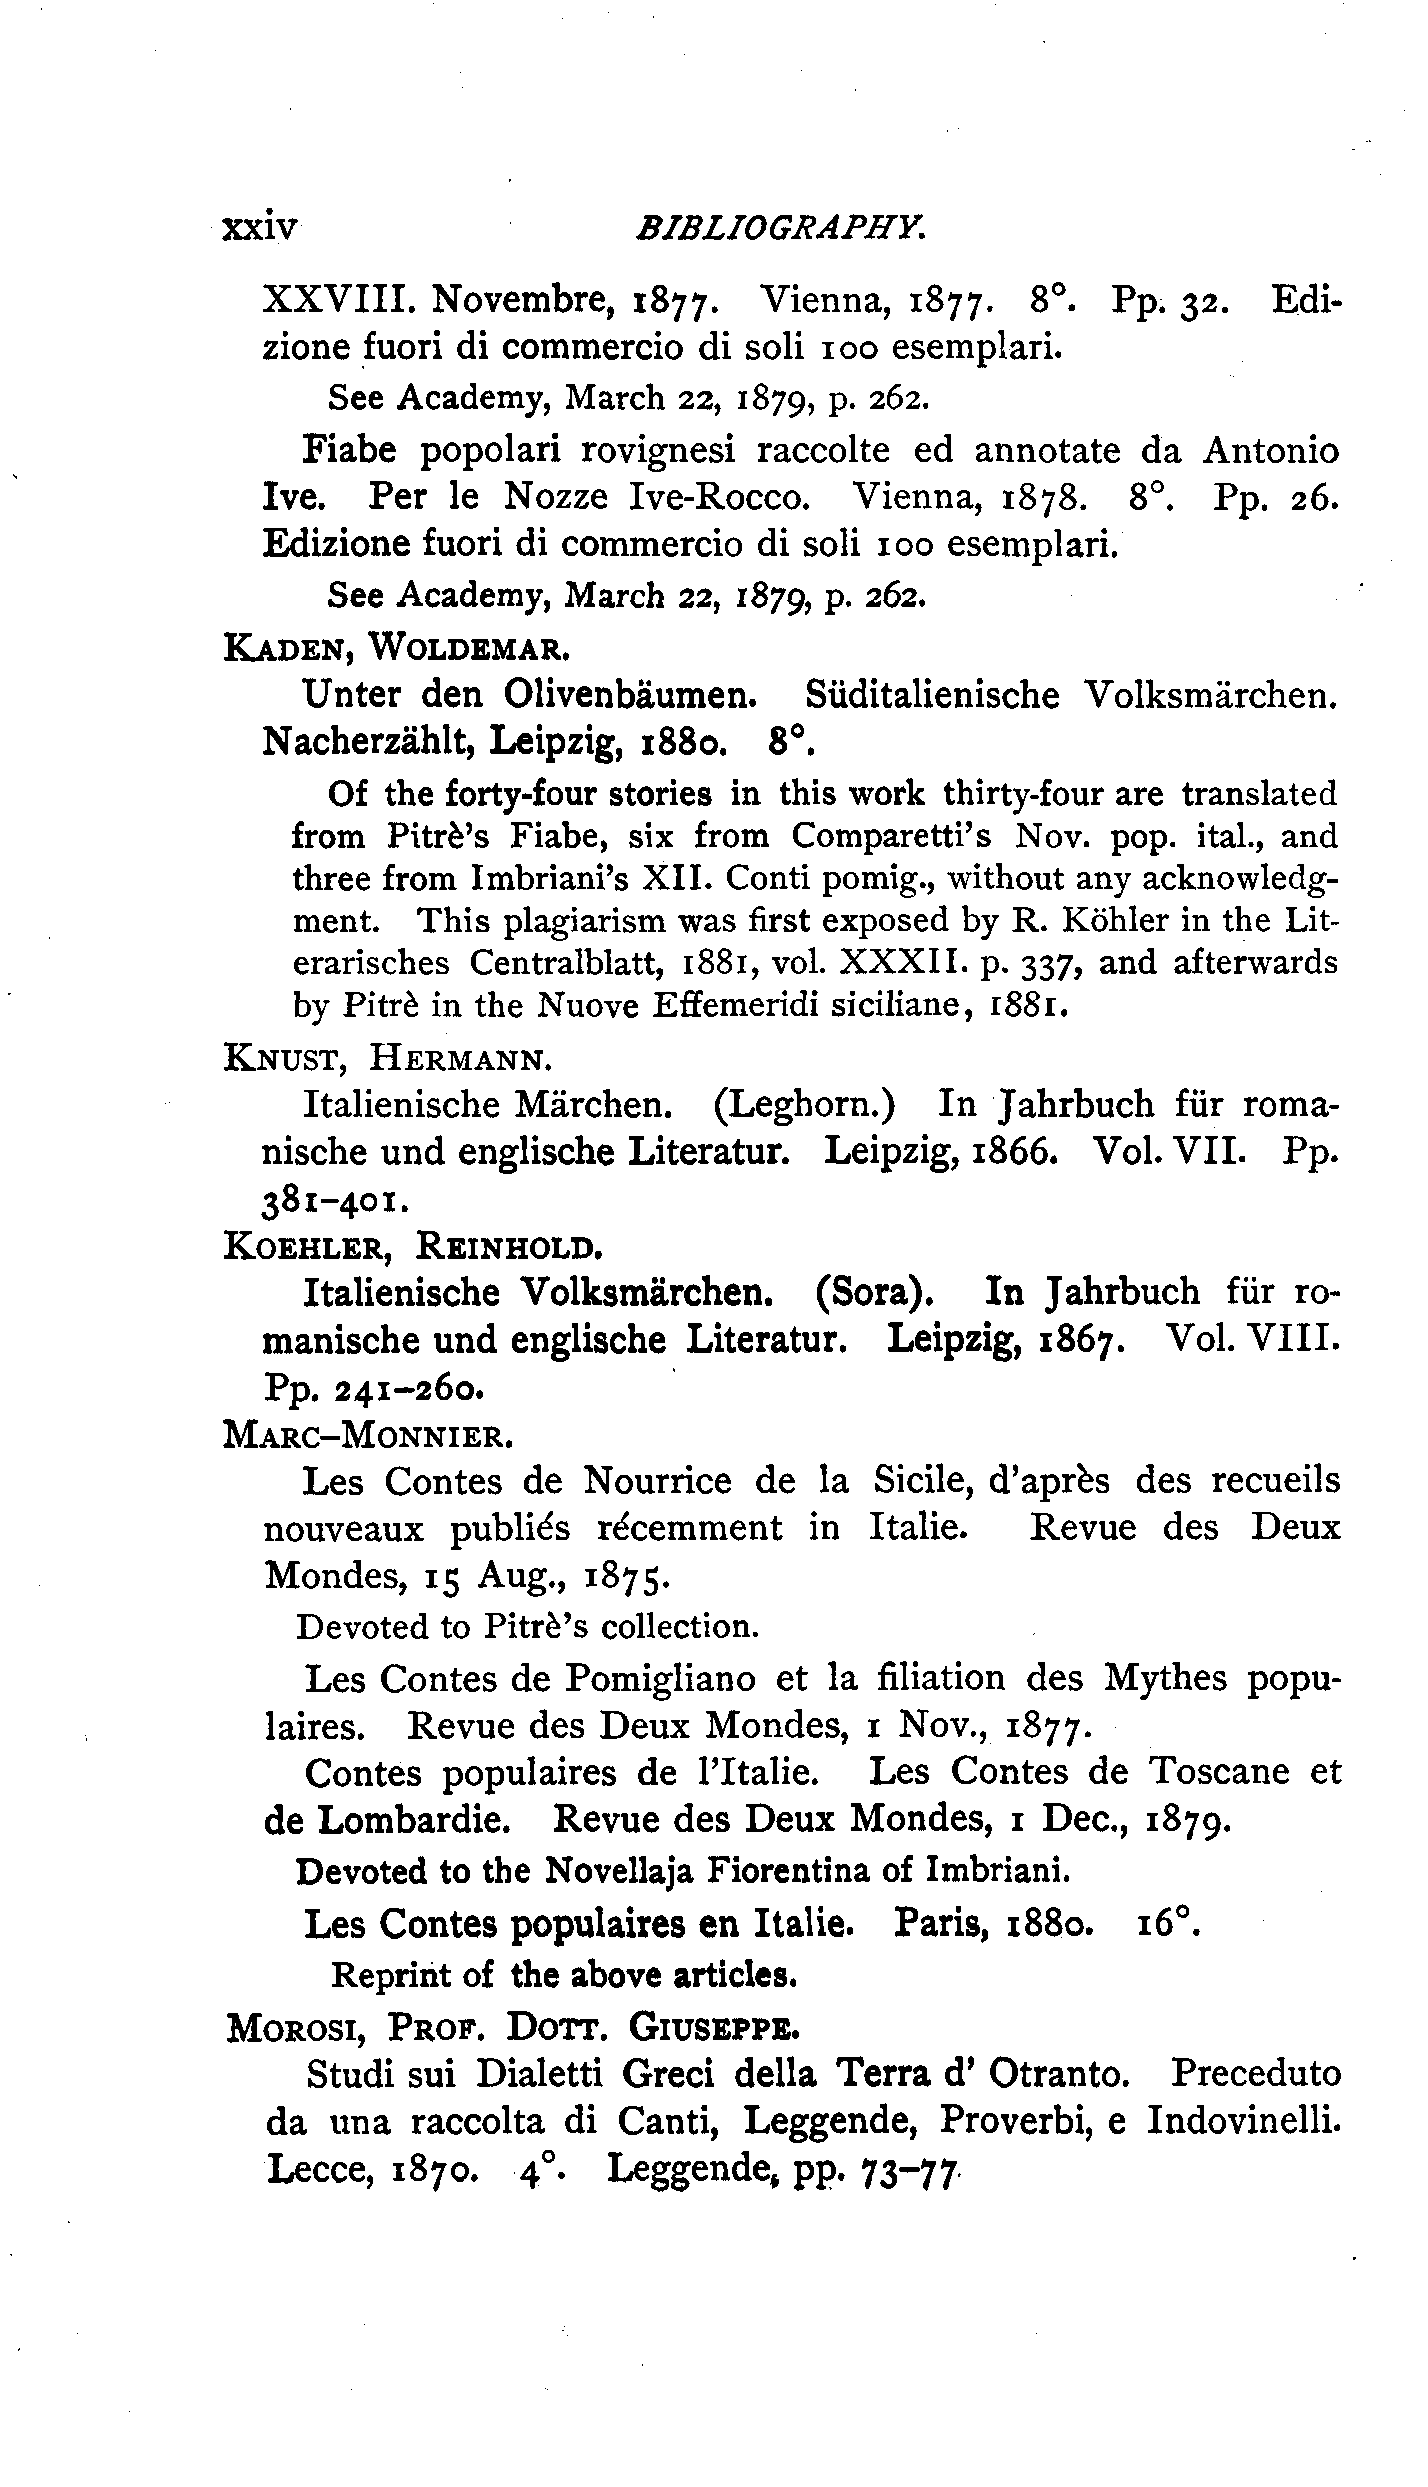 xxiv BIBLIOGRAPHY.
XXVIII. Novembre, 1877. Vienna, 1877. 8°. Pp. 32. Edi-
zione fuori di commercio di soli 100 esemplari.
See Academy, March 22, 1879, p. 262.
Fiabe popolari rovignesi raccolte ed annotate da Antonio
Ive. Per le Nozze Ive-Rocco. Vienna, 1878. 8°. Pp. 26.
Edizione fuori di commercio di soli 100 esemplari.
See Academy, March 22, 1879, p. 262.
KADEN, WOLDEMAR.
Unter den Olivenbäumen. Süditalienische Volksmärchen.
Nacherzählt, Leipzig, 1880. 8°.
Of the forty-four stories in this work thirty-four are translated
from Pitrè's Fiabe, six from Comparetti's Nov. pop. ital., and
three from Imbriani's XII. Conti pomig., without any acknowledg-
ment. This plagiarism was first exposed by R. Köhler in the Lit-
erarisches Centralblatt, 1881, vol. XXXII. p. 337, and afterwards
by Pitrè in the Nuove Effemeridi siciliane, 1881.
KNUST, HERMANN.
Italienische Märchen. (Leghorn.) In Jahrbuch für roma-
nische und englische Literatur. Leipzig, 1866. Vol. VII. Pp.
381–401.
KOEHLER, REINHOLD.
Italienische Volksmärchen. (Sora). In Jahrbuch für ro-
manische und englische Literatur. Leipzig, 1867. Vol. VIII.
Pp. 241–260.
MARC–MONNIER.
Les Contes de Nourrice de la Sicile, d'après des recueils
nouveaux publiés récemment in Italie. Revue des Deux
Mondes, 15 Aug., 1875.
Devoted to Pitrè's collection.
Les Contes de Pomigliano et la filiation des Mythes popu-
laires. Revue des Deux Mondes, 1 Nov., 1877.
Contes populaires de l'Italie. Les Contes de Toscane et
de Lombardie. Revue des Deux Mondes, 1 Dec., 1879.
Devoted to the Novellaja Fiorentina of Imbriani.
Les Contes populaires en Italie. Paris, 1880. 16°.
Reprint of the above articles.
MOROSI, PROF. DOTT. GIUSEPPE.
Studi sui Dialetti Greci della Terra d' Otranto. Preceduto
da una raccolta di Canti, Leggende, Proverbi, e Indovinelli.
Lecce, 1870. 4°. Leggende, pp. 73–77.